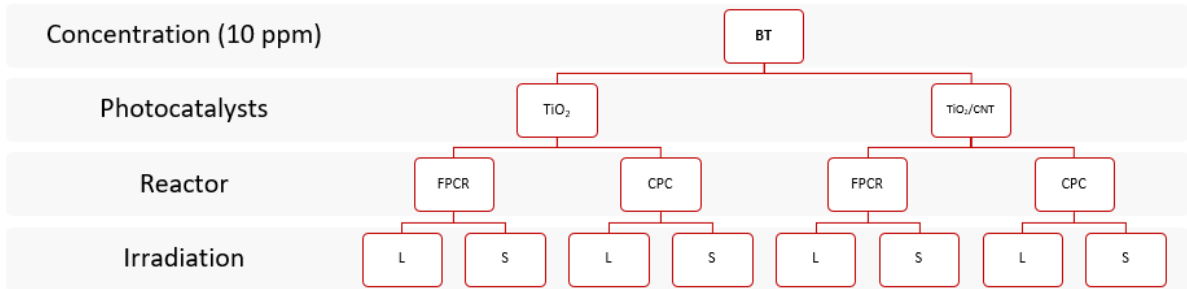 Concentration (10 ppm)
BT
Photocatalysts
TiO₂
TiO₂/CNT
Reactor
FPCR
CPC
FPCR
CPC
Irradiation
L
S
L
S
L
S
L
S